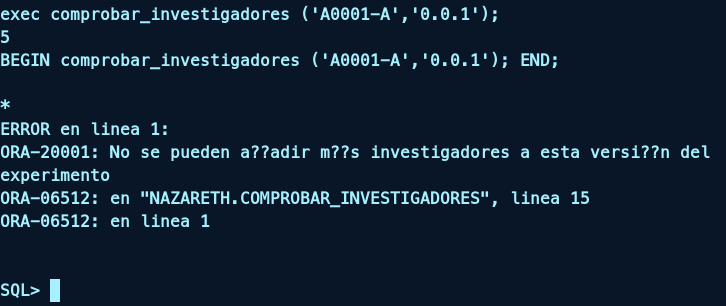 exec comprobar_investigadores ('A0001-A','0.0.1');
5
BEGIN comprobar_investigadores ('A0001-A','0.0.1'); END;
*
ERROR en linea 1:
ORA-20001: No se pueden a??adir m??s investigadores a esta versi??n del
experimento
ORA-06512: en "NAZARETH.COMPROBAR_INVESTIGADORES", linea 15
ORA-06512: en linea 1
SQL>